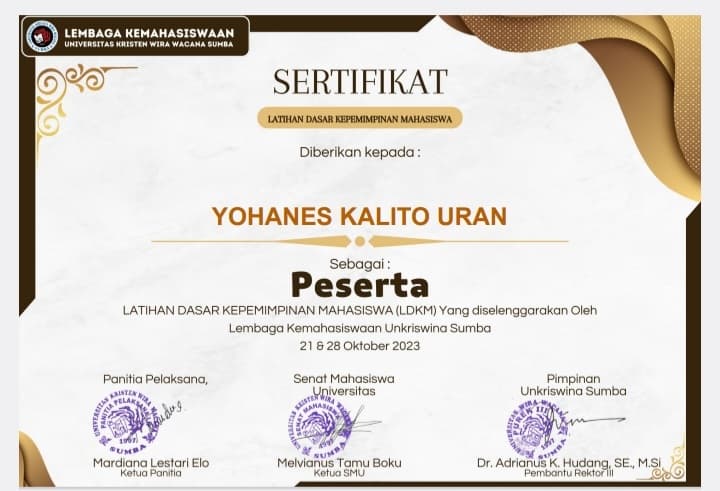 LEMBAGA KEMAHASISWAAN
UNIVERSITAS KRISTEN WIRA WACANA SUMBA
SERTIFIKAT
LATIHAN DASAR KEPEMIMPINAN MAHASISWA
Diberikan kepada :
YOHANES KALITO URAN
Sebagai :
Peserta
LATIHAN DASAR KEPEMIMPINAN MAHASISWA (LDKM) Yang diselenggarakan Oleh
Lembaga Kemahasiswaan Unkriswina Sumba
21 & 28 Oktober 2023
Panitia Pelaksana,
Senat Mahasiswa
Universitas
Pimpinan
Unkriswina Sumba
Mardiana Lestari Elo
Ketua Panitia
Melvianus Tamu Boku
Ketua SMU
Dr. Adrianus K. Hudang, SE., M.Si
Pembantu Rektor III